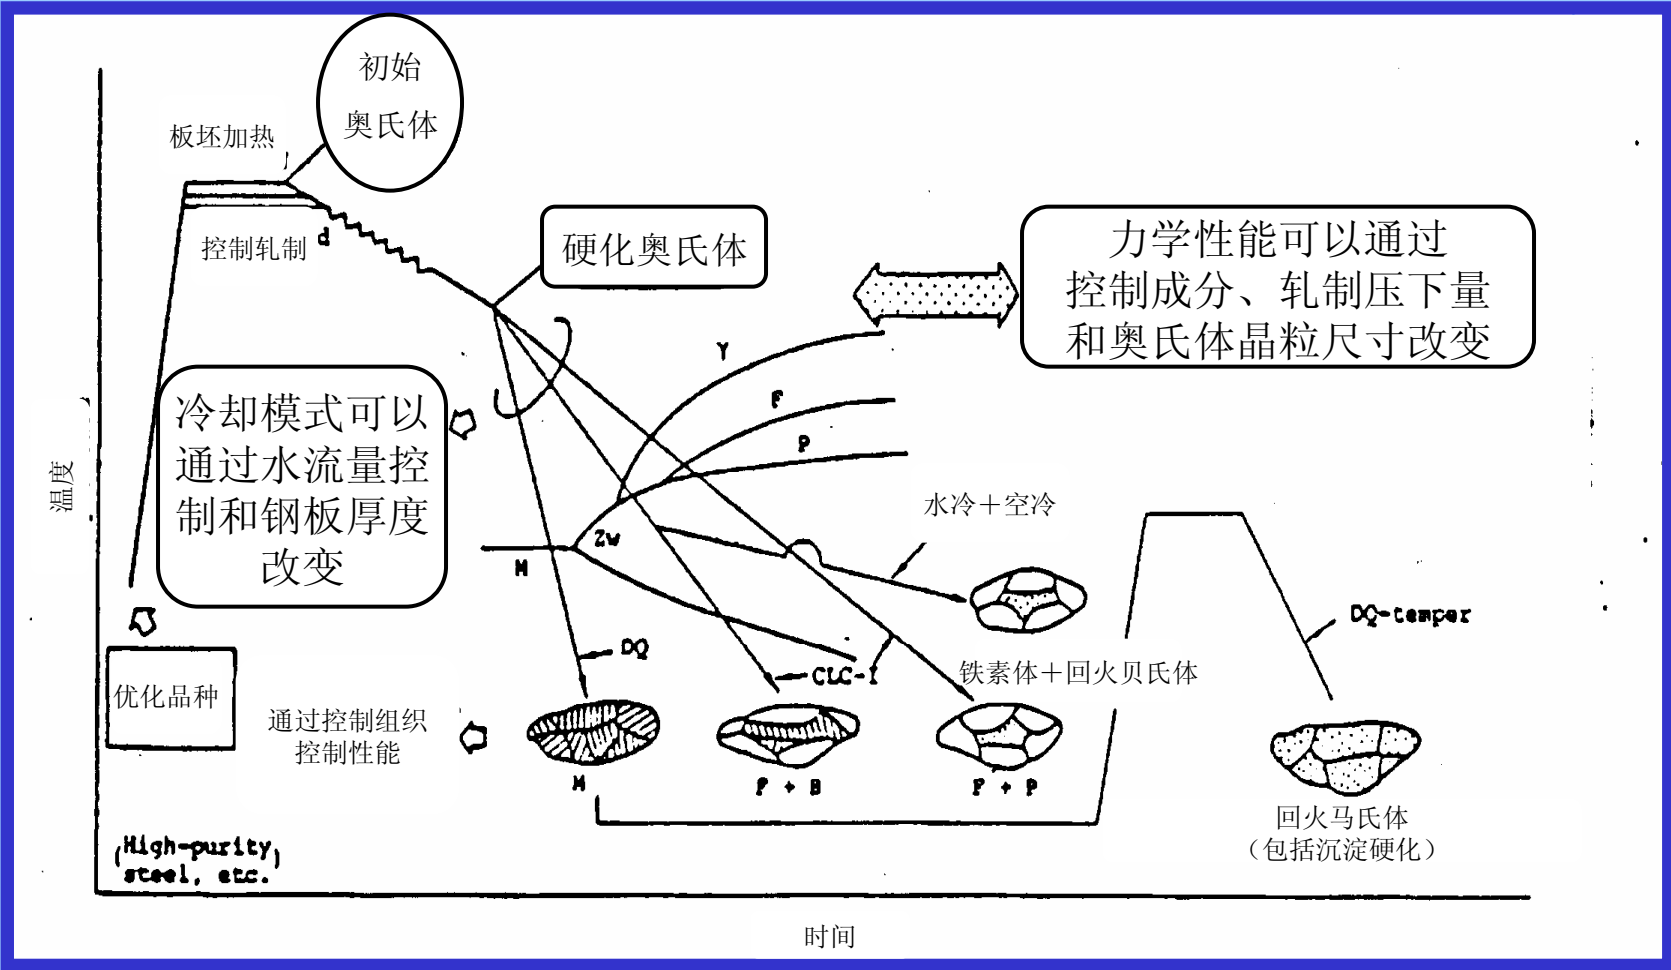 初始
奥氏体
板坯加热
控制轧制
d
硬化奥氏体
力学性能可以通过
控制成分、轧制压下量
和奥氏体晶粒尺寸改变
冷却模式可以
通过水流量控
制和钢板厚度
改变
温度
Y
F
P
Zw
M
水冷＋空冷
DQ
CLC-I
DQ-temper
铁素体＋回火贝氏体
优化品种
通过控制组织
控制性能
M
F + B
F + P
回火马氏体
（包括沉淀硬化）
(High-purity)
steel, etc.
时间